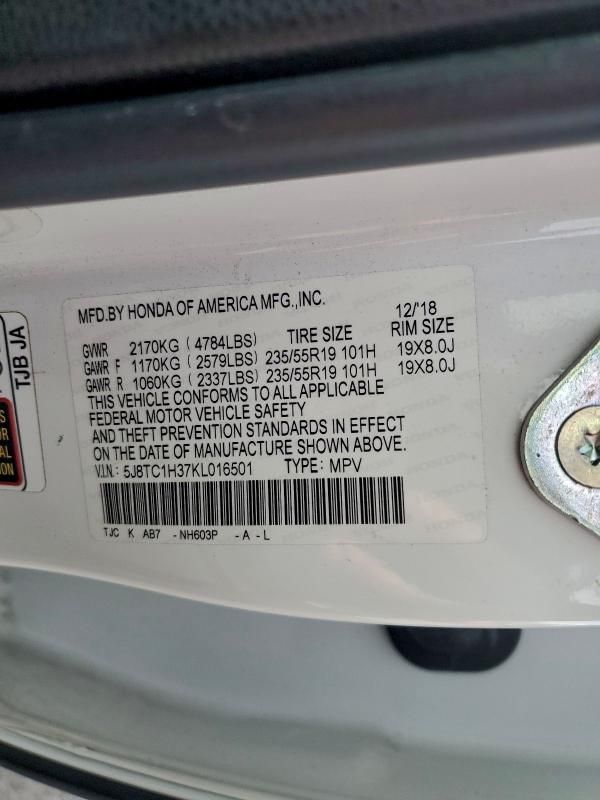 MFD.BY HONDA OF AMERICA MFG.,INC. 12/'18
GVWR 2170KG ( 4784LBS) TIRE SIZE RIM SIZE
GAWR F 1170KG ( 2579LBS) 235/55R19 101H 19X8.0J
GAWR R 1060KG ( 2337LBS) 235/55R19 101H 19X8.0J
THIS VEHICLE CONFORMS TO ALL APPLICABLE
FEDERAL MOTOR VEHICLE SAFETY
AND THEFT PREVENTION STANDARDS IN EFFECT
ON THE DATE OF MANUFACTURE SHOWN ABOVE.
V.I.N.: 5J8TC1H37KL016501 TYPE: MPV
TJC K AB7 -NH603P -A-L
TJB JA